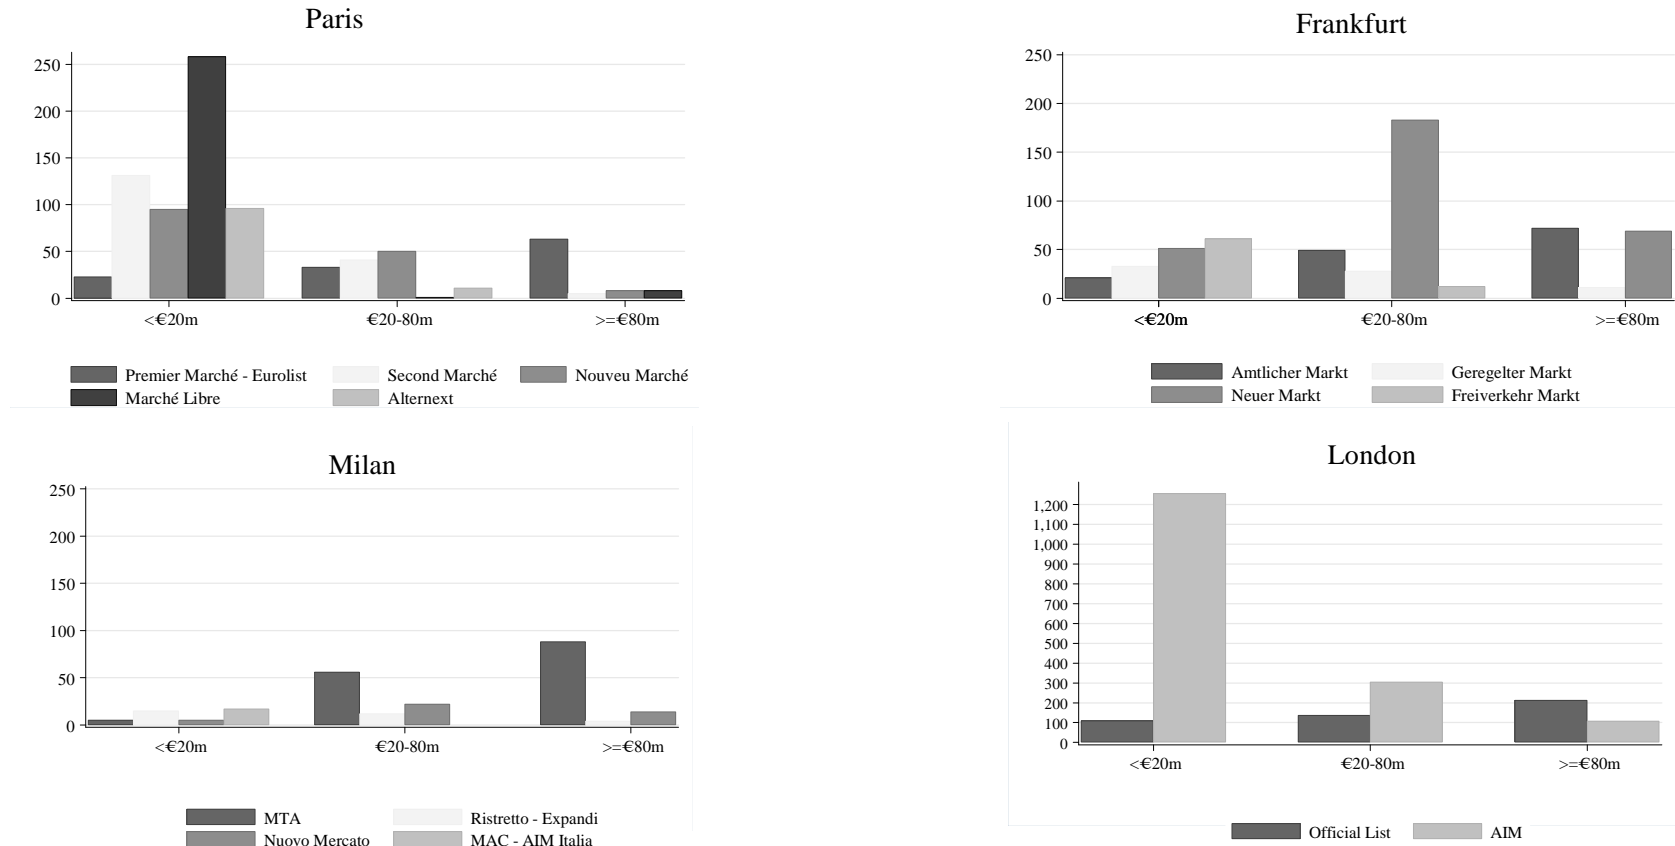 Paris
250
200
150
100
50
0
<€20m €20-80m >=€80m
Premier Marché - Eurolist Second Marché Nouveu Marché
Marché Libre Alternext
Frankfurt
250
200
150
100
50
0
<€20m €20-80m >=€80m
Amtlicher Markt Geregelter Markt
Neuer Markt Freiverkehr Markt
Milan
250
200
150
100
50
0
<€20m €20-80m >=€80m
MTA Ristretto - Expandi
Nuovo Mercato MAC - AIM Italia
London
1,200
1,100
1,000
900
800
700
600
500
400
300
200
100
0
<€20m €20-80m >=€80m
Official List AIM